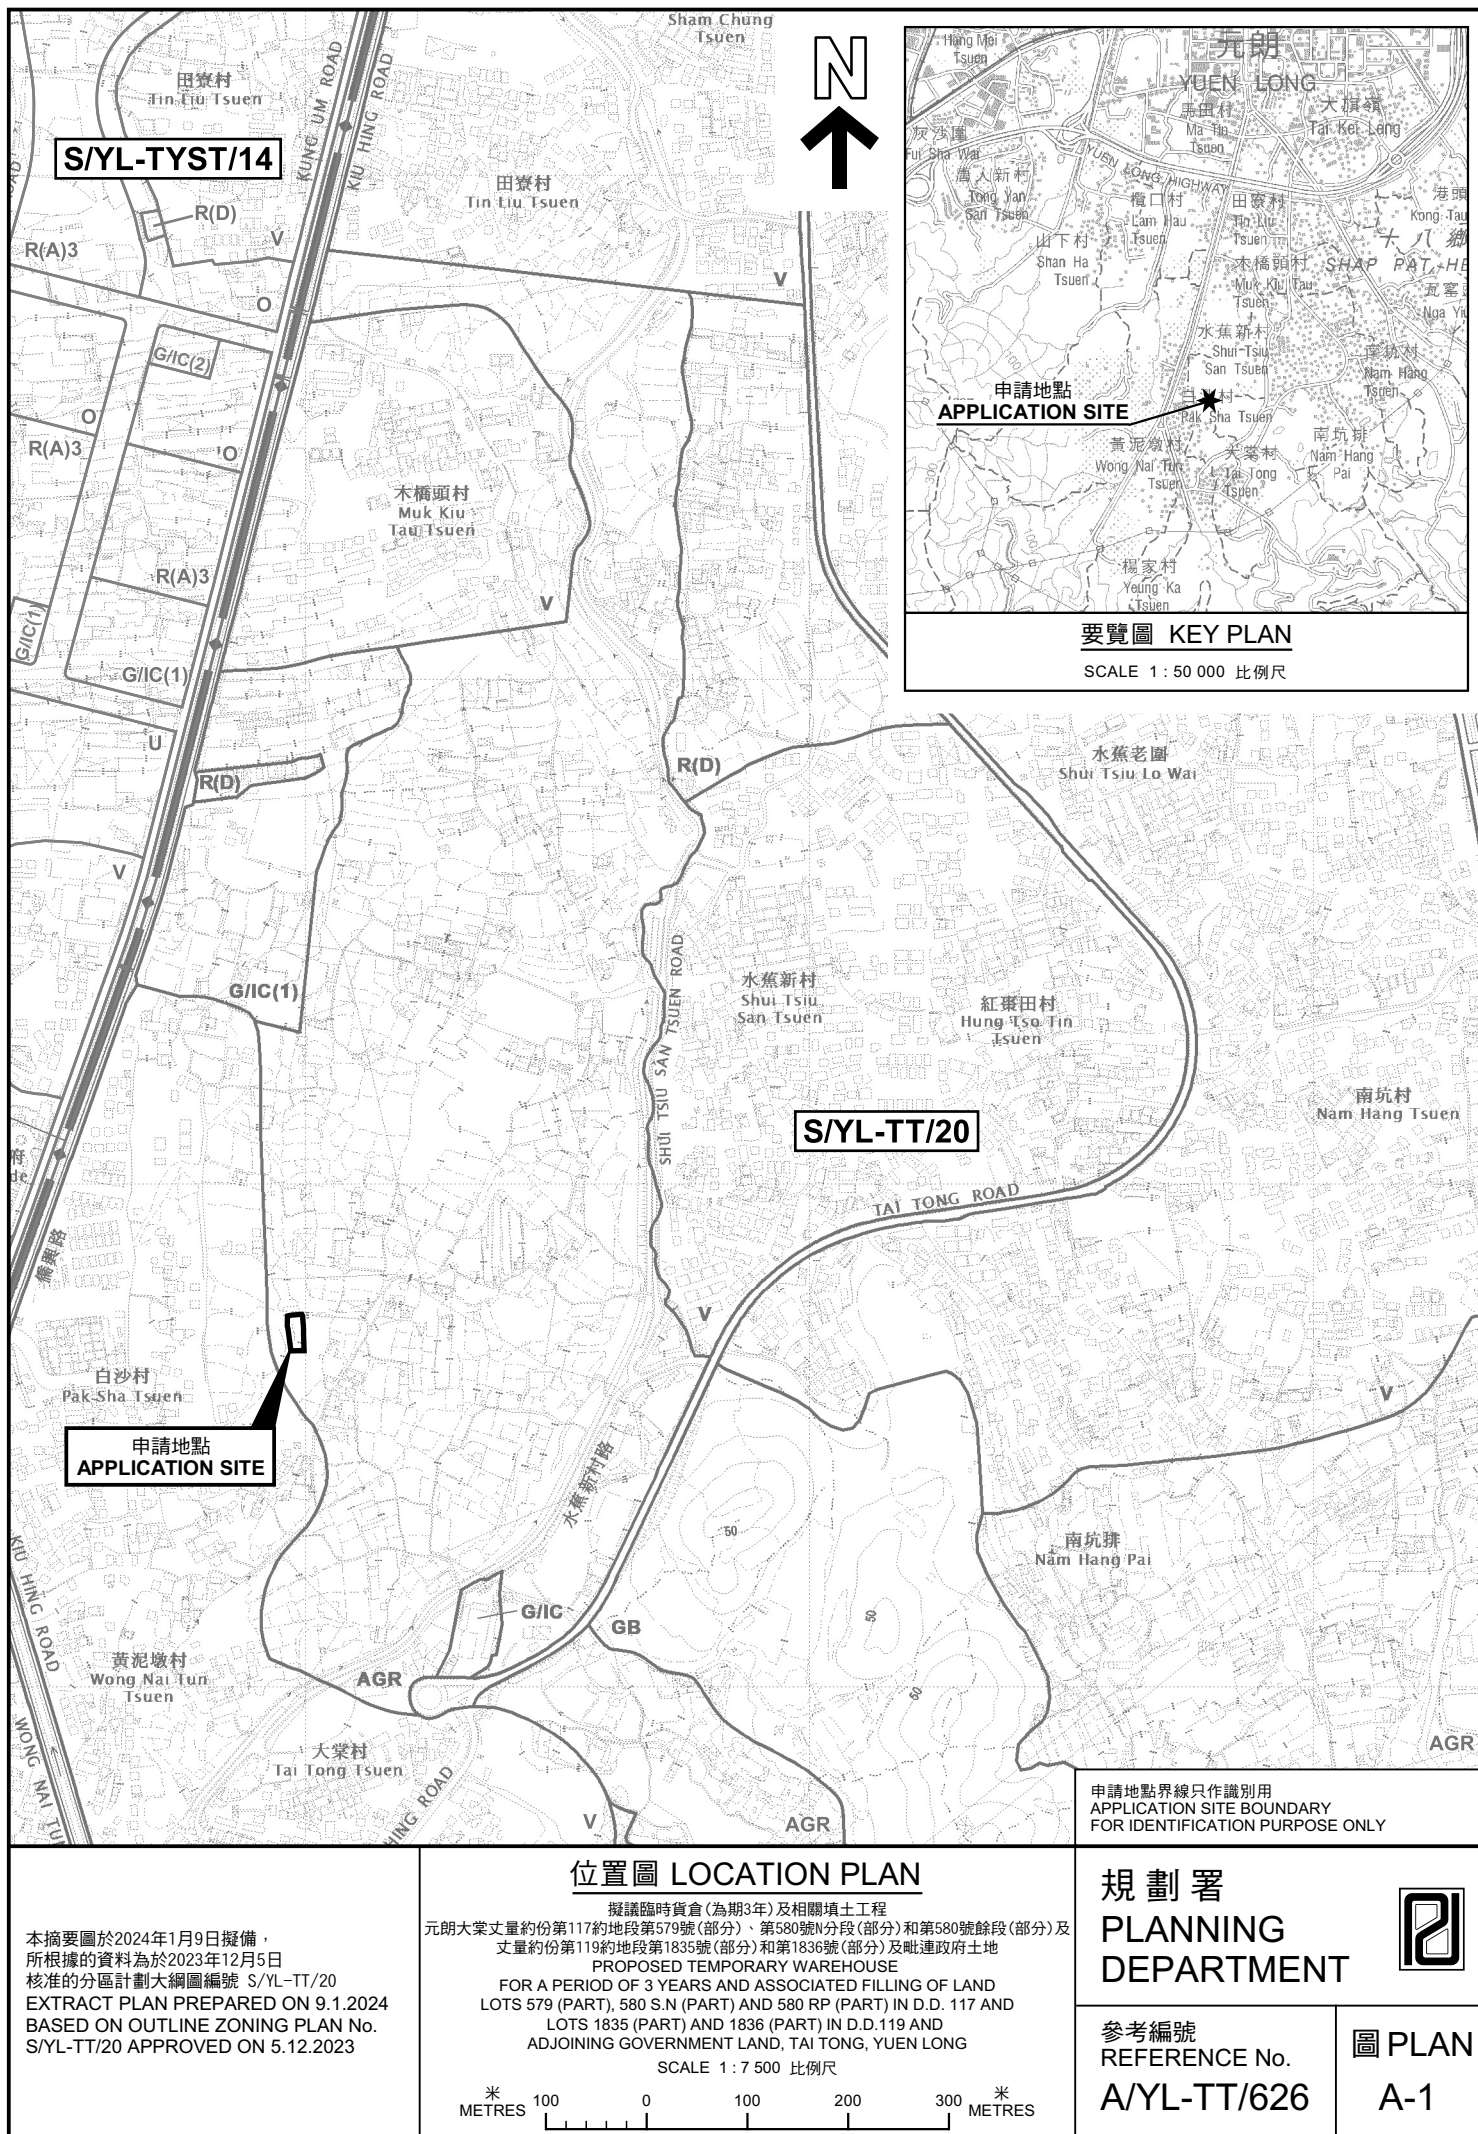 Sham Chung
Tsuen
田寮村
Tin Liu Tsuen
S/YL-TYST/14
KUNG UM ROAD
KIU HING ROAD
田寮村
Tin Liu Tsuen
R(D)
V
R(A)3
O
V
G/IC(2)
O
R(A)3
O
木橋頭村
Muk Kiu
Tau Tsuen
R(A)3
V
G/IC(1)
G/IC(1)
U
R(D)
R(D)
V
G/IC(1)
N
Hang Mei
Tsuen
元朗
YUEN LONG
馬田村
Ma Tin
Tsuen
大旗嶺
Tai Kei Leng
灰沙圍
Fui Sha Wai
YUEN LONG HIGHWAY
唐人新村
Tong Yan
San Tsuen
欖口村
Lam Hau
Tsuen
田寮村
Tin Liu
Tsuen
港頭
Kong Tau
十八鄉
SHAP PAT HE
山下村
Shan Ha
Tsuen
木橋頭村
Muk Kiu Tau
Tsuen
Nga Yiu
水蕉新村
Shui Tsiu
San Tsuen
南坑村
Nam Hang
Tsuen
申請地點
APPLICATION SITE
Pak Sha Tsuen
黃泥墩村
Wong Nai Tun
Tsuen
大棠村
Tai Tong
Tsuen
南坑排
Nam Hang
Pai
楊家村
Yeung Ka
Tsuen
要覽圖 KEY PLAN
SCALE 1 : 50 000 比例尺
水蕉老圍
Shui Tsiu Lo Wai
水蕉新村
Shui Tsiu
San Tsuen
紅棗田村
Hung Tso Tin
Tsuen
SHUI TSIU SAN TSUEN ROAD
南坑村
Nam Hang Tsuen
S/YL-TT/20
TAI TONG ROAD
僑興路
V
白沙村
Pak Sha Tsuen
申請地點
APPLICATION SITE
V
水蕉新村路
50
南坑排
Nam Hang Pai
KIU HING ROAD
G/IC
GB
50
黃泥墩村
Wong Nai Tun
Tsuen
AGR
50
WONG NAI TUN
大棠村
Tai Tong Tsuen
HING ROAD
V
AGR
AGR
申請地點界線只作識別用
APPLICATION SITE BOUNDARY
FOR IDENTIFICATION PURPOSE ONLY
本摘要圖於2024年1月9日擬備，
所根據的資料為於2023年12月5日
核准的分區計劃大綱圖編號 S/YL-TT/20
EXTRACT PLAN PREPARED ON 9.1.2024
BASED ON OUTLINE ZONING PLAN No.
S/YL-TT/20 APPROVED ON 5.12.2023
位置圖 LOCATION PLAN
擬議臨時貨倉(為期3年)及相關填土工程
元朗大棠丈量約份第117約地段第579號(部分)、第580號N分段(部分)和第580號餘段(部分)及
丈量約份第119約地段第1835號(部分)和第1836號(部分)及毗連政府土地
PROPOSED TEMPORARY WAREHOUSE
FOR A PERIOD OF 3 YEARS AND ASSOCIATED FILLING OF LAND
LOTS 579 (PART), 580 S.N (PART) AND 580 RP (PART) IN D.D. 117 AND
LOTS 1835 (PART) AND 1836 (PART) IN D.D.119 AND
ADJOINING GOVERNMENT LAND, TAI TONG, YUEN LONG
SCALE 1 : 7 500 比例尺
米
METRES
100 0 100 200 300
米
METRES
規劃署
PLANNING
DEPARTMENT
參考編號
REFERENCE No.
A/YL-TT/626
圖 PLAN
A-1